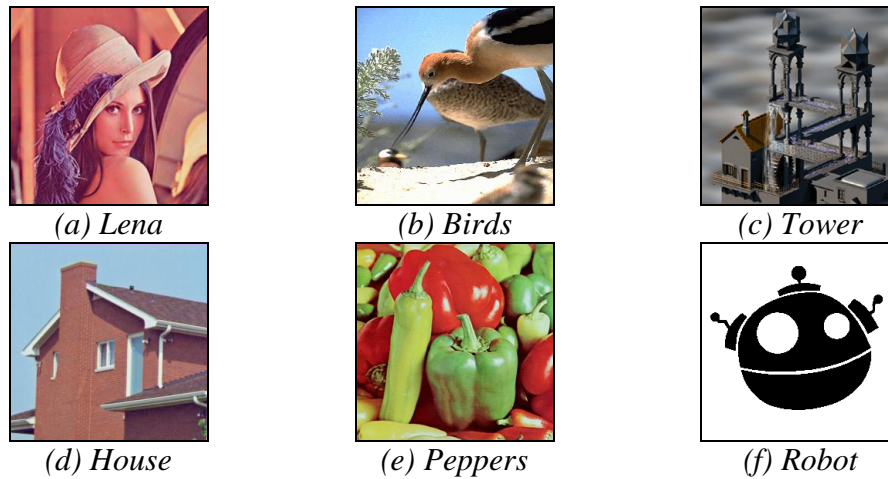 (a) Lena
(b) Birds
(c) Tower
(d) House
(e) Peppers
(f) Robot